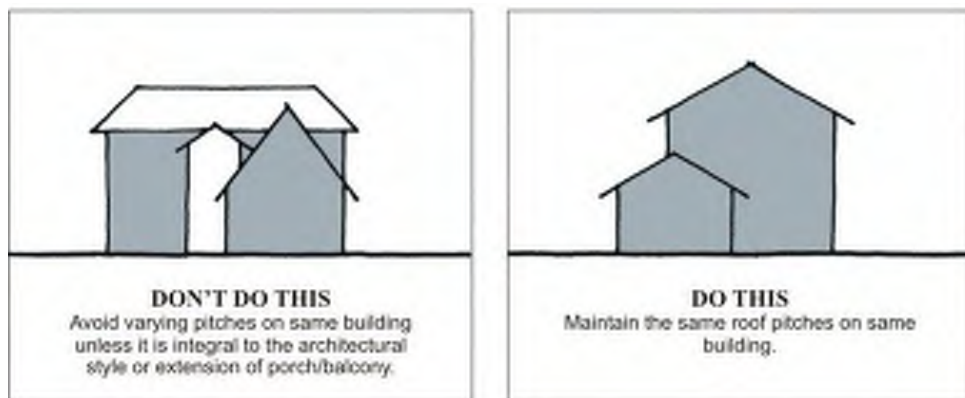 DON'T DO THIS
Avoid varying pitches on same building
unless it is integral to the architectural
style or extension of porch/balcony.
DO THIS
Maintain the same roof pitches on same
building.